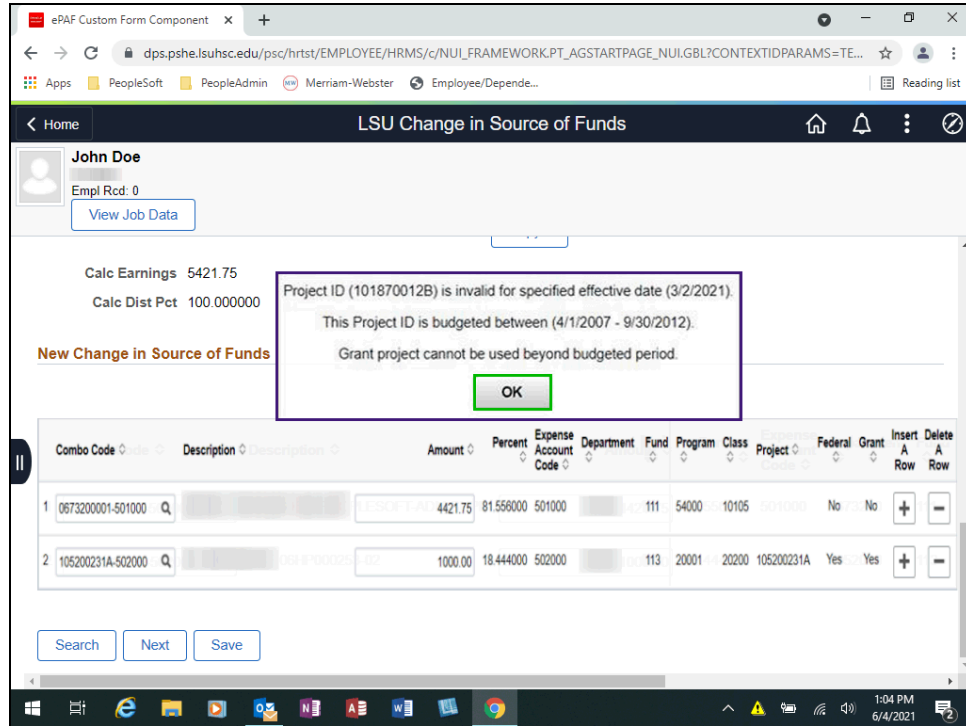 ePAF Custom Form Component
dps.pshe.lsuhsc.edu/psc/hrtst/EMPLOYEE/HRMS/c/NUI_FRAMEWORK.PT_AGSTARTPAGE_NUI.GBL?CONTEXTIDPARAMS=TE...
Apps PeopleSoft PeopleAdmin Merriam-Webster Employee/Depende... Reading list
Home LSU Change in Source of Funds
John Doe
Empl Rcd: 0
View Job Data
Calc Earnings 5421.75
Calc Dist Pct 100.000000
Project ID (101870012B) is invalid for specified effective date (3/2/2021).
This Project ID is budgeted between (4/1/2007 - 9/30/2012).
Grant project cannot be used beyond budgeted period.
OK
New Change in Source of Funds
Combo Code Description Amount Percent Expense Account Code Department Fund Program Class Project Federal Grant Insert A Row Delete A Row
1 0673200001-501000 4421.75 81.556000 501000 111 54000 10105 No No
2 105200231A-502000 1000.00 18.444000 502000 113 20001 20200 105200231A Yes Yes
Search Next Save
1:04 PM
6/4/2021